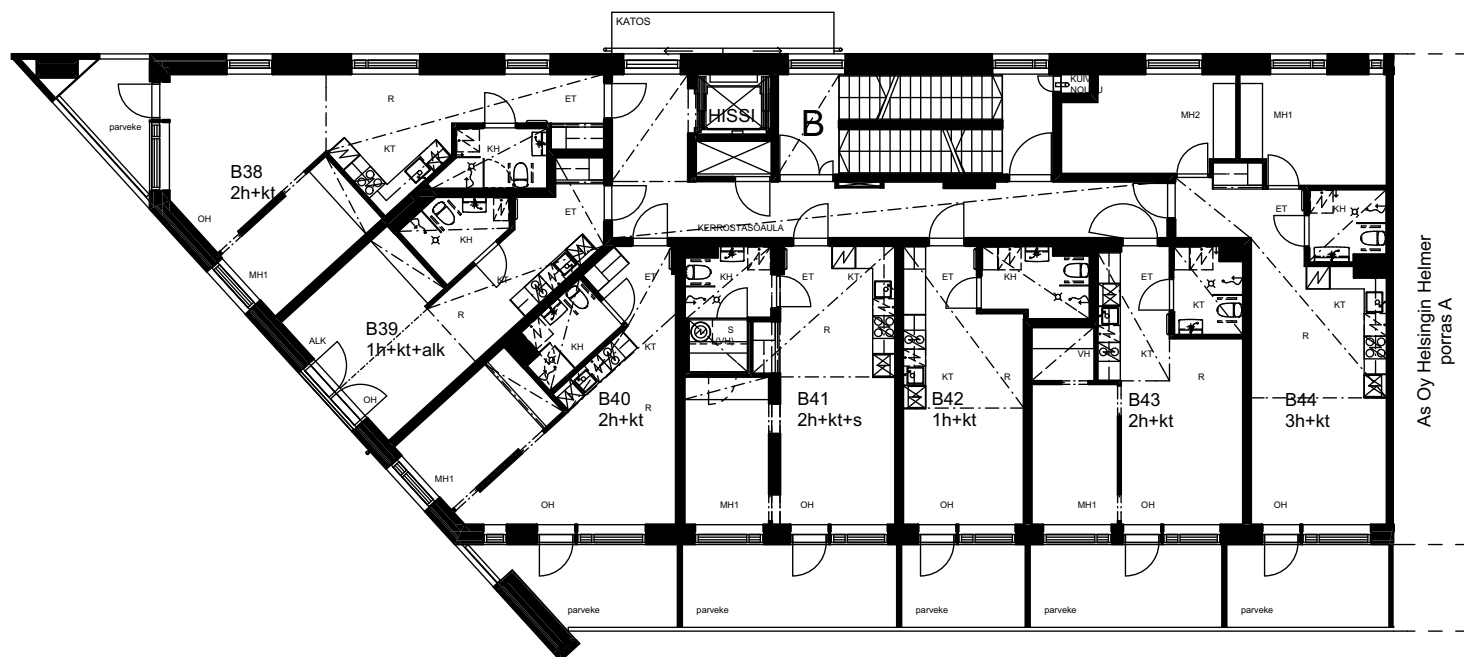 KATOS
parveke
R
ET
HISSI
B
KUIV
MH2
MH1
KT
KH
B38
2h+kt
OH
MH1
KH
ET
KT
R
B39
1h+kt+alk
ALK
OH
KERROSTASOAULA
ET
KH
KT
B40
2h+kt
R
MH1
OH
KH
S
(VH)
ET
KT
R
B41
2h+kt+s
MH1
OH
ET
KH
KT
R
B42
1h+kt
OH
ET
KT
VH
KT
R
B43
2h+kt
MH1
OH
ET
KH
KT
R
B44
3h+kt
OH
parveke
parveke
parveke
parveke
parveke
As Oy Helsingin Helmer
porras A